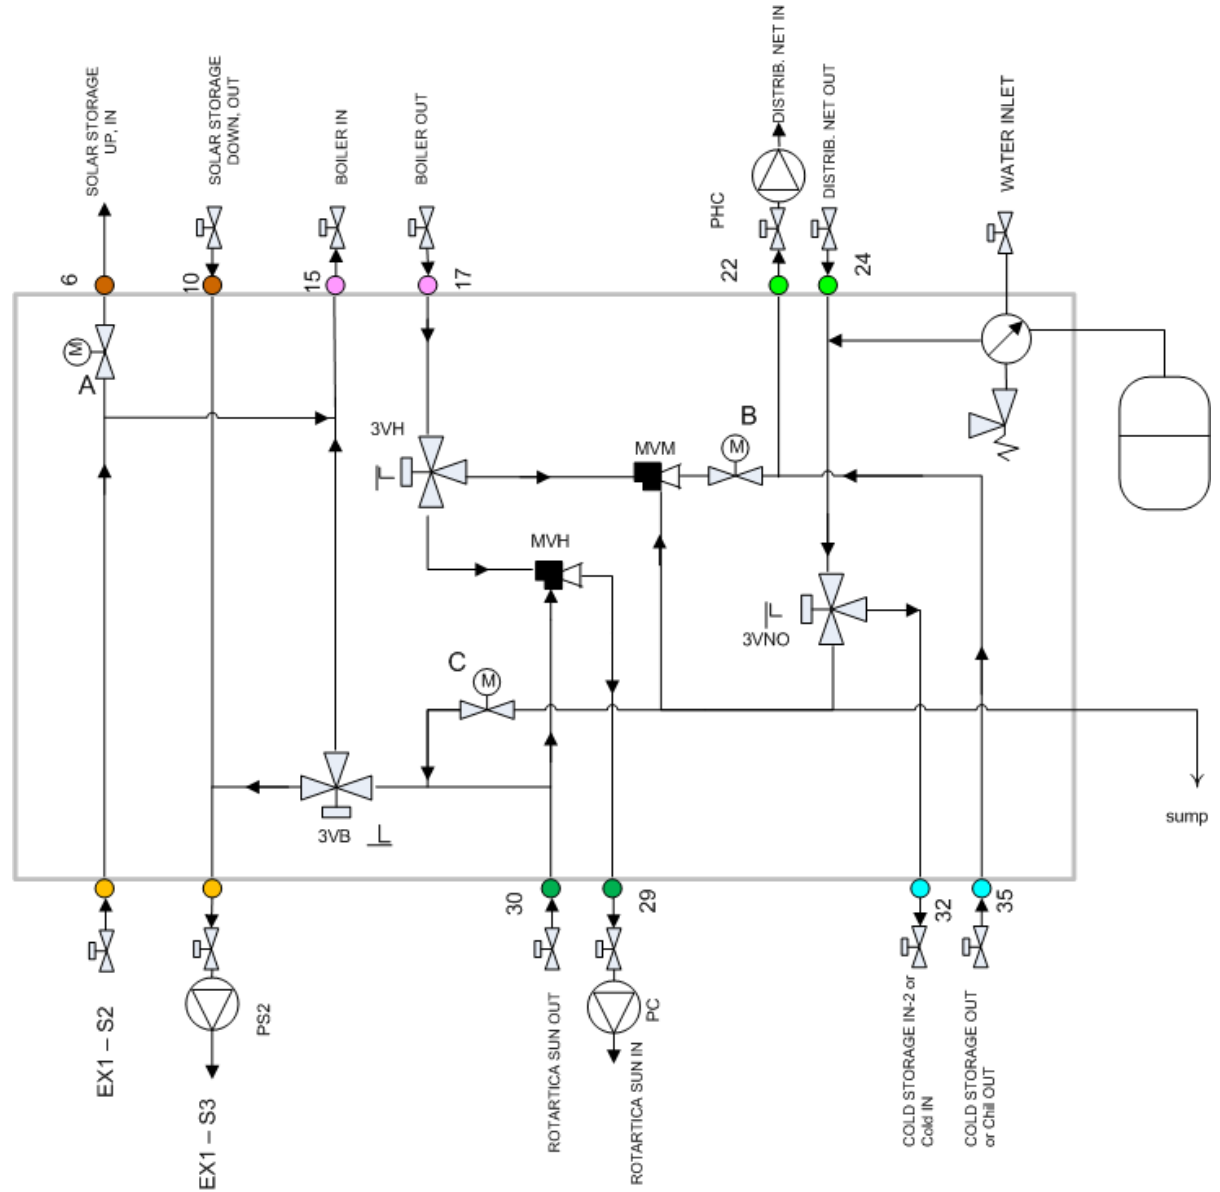 SOLAR STORAGE
UP, IN
SOLAR STORAGE
DOWN, OUT
BOILER IN
BOILER OUT
DISTRIB. NET IN
DISTRIB. NET OUT
WATER INLET
PHC
6
10
15
17
22
24
M
A
3VH
L
MVM
B
M
MVH
L
3VNO
C
M
3VB
L
sump
30
29
32
35
EX1 – S2
EX1 – S3
PS2
ROTARTICA SUN OUT
PC
ROTARTICA SUN IN
COLD STORAGE IN-2 or
Cold IN
COLD STORAGE OUT
or Chill OUT